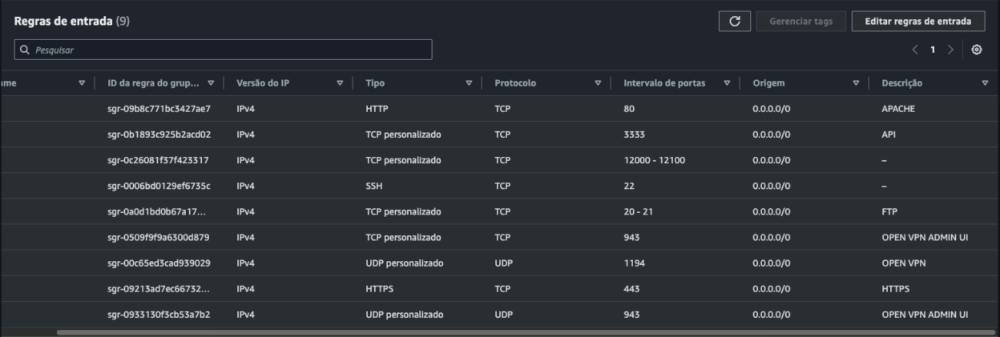 Regras de entrada (9)
Gerenciar tags
Editar regras de entrada
Pesquisar
1
ame ID da regra do grup... Versão do IP Tipo Protocolo Intervalo de portas Origem Descrição
sgr-09b8c771bc3427ae7 IPv4 HTTP TCP 80 0.0.0.0/0 APACHE
sgr-0b1893c925b2acd02 IPv4 TCP personalizado TCP 3333 0.0.0.0/0 API
sgr-0c26081f37f423317 IPv4 TCP personalizado TCP 12000 - 12100 0.0.0.0/0 –
sgr-0006bd0129ef6735c IPv4 SSH TCP 22 0.0.0.0/0 –
sgr-0a0d1bd0b67a17... IPv4 TCP personalizado TCP 20 - 21 0.0.0.0/0 FTP
sgr-0509f9f9a6300d879 IPv4 TCP personalizado TCP 943 0.0.0.0/0 OPEN VPN ADMIN UI
sgr-00c65ed3cad939029 IPv4 UDP personalizado UDP 1194 0.0.0.0/0 OPEN VPN
sgr-09213ad7ec66732... IPv4 HTTPS TCP 443 0.0.0.0/0 HTTPS
sgr-0933130f3cb53a7b2 IPv4 UDP personalizado UDP 943 0.0.0.0/0 OPEN VPN ADMIN UI